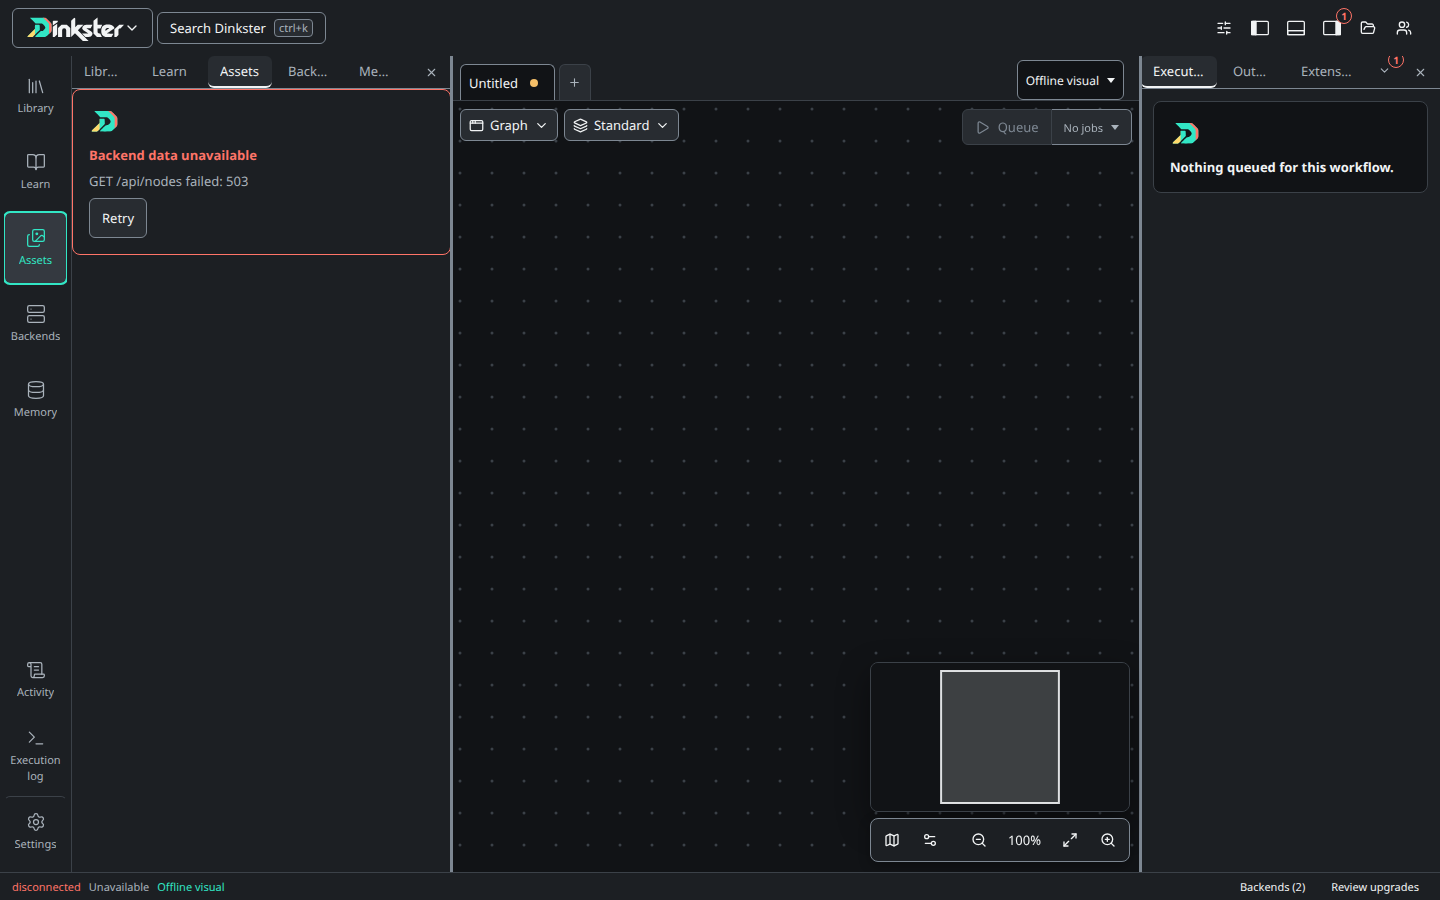 Dinkster
Search Dinkster ctrl+k
1
Libr...
Learn
Assets
Back...
Me...
Untitled
Offline visual
Execut...
Out...
Extens...
1
Library
Learn
Assets
Backends
Memory
Activity
Execution
log
Settings
Backend data unavailable
GET /api/nodes failed: 503
Retry
Graph
Standard
Queue
No jobs
Nothing queued for this workflow.
100%
disconnected Unavailable Offline visual
Backends (2)
Review upgrades